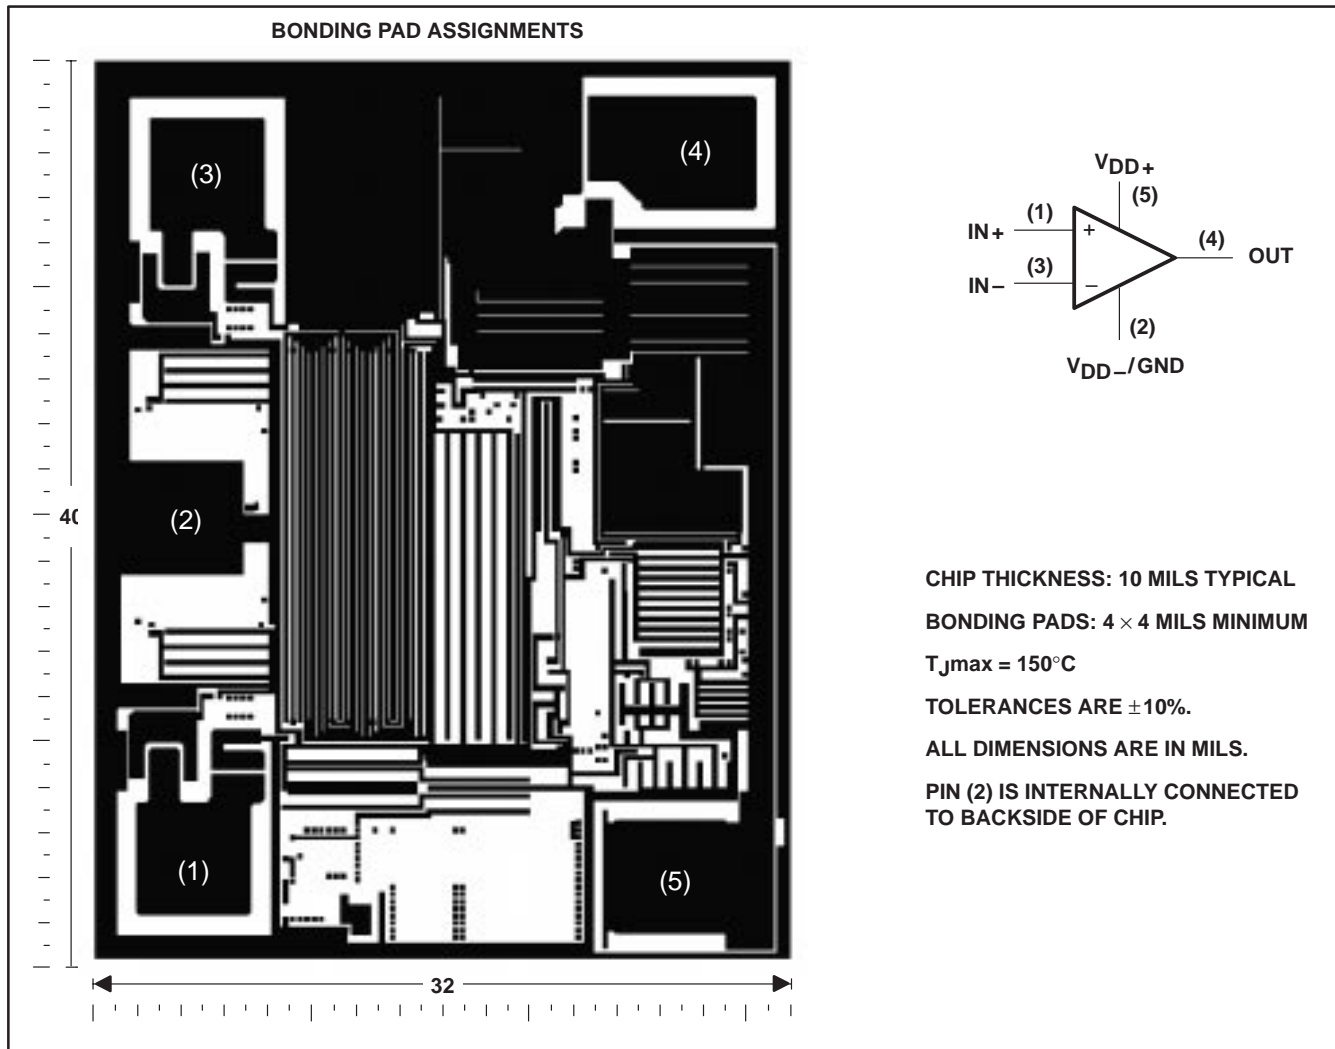 BONDING PAD ASSIGNMENTS
(3)
(4)
(2)
(1)
(5)
40
32
VDD+
(5)
(1)
IN+
+
(3)
IN−
−
(4)
OUT
(2)
VDD−/GND
CHIP THICKNESS: 10 MILS TYPICAL
BONDING PADS: 4 × 4 MILS MINIMUM
TJmax = 150°C
TOLERANCES ARE ±10%.
ALL DIMENSIONS ARE IN MILS.
PIN (2) IS INTERNALLY CONNECTED
TO BACKSIDE OF CHIP.